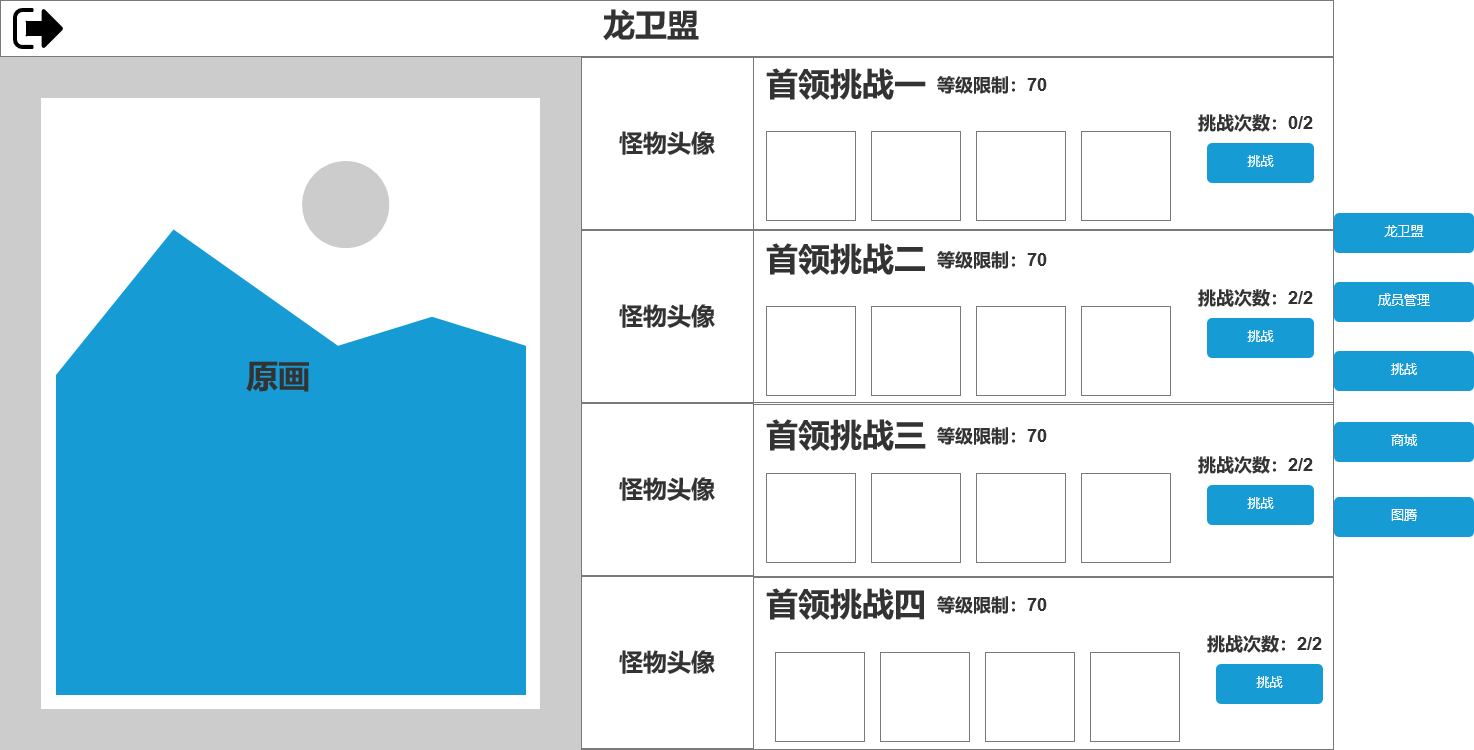 龙卫盟
原画
怪物头像
首领挑战一 等级限制：70
挑战次数：0/2
挑战
怪物头像
首领挑战二 等级限制：70
挑战次数：2/2
挑战
怪物头像
首领挑战三 等级限制：70
挑战次数：2/2
挑战
怪物头像
首领挑战四 等级限制：70
挑战次数：2/2
挑战
龙卫盟
成员管理
挑战
商城
图腾